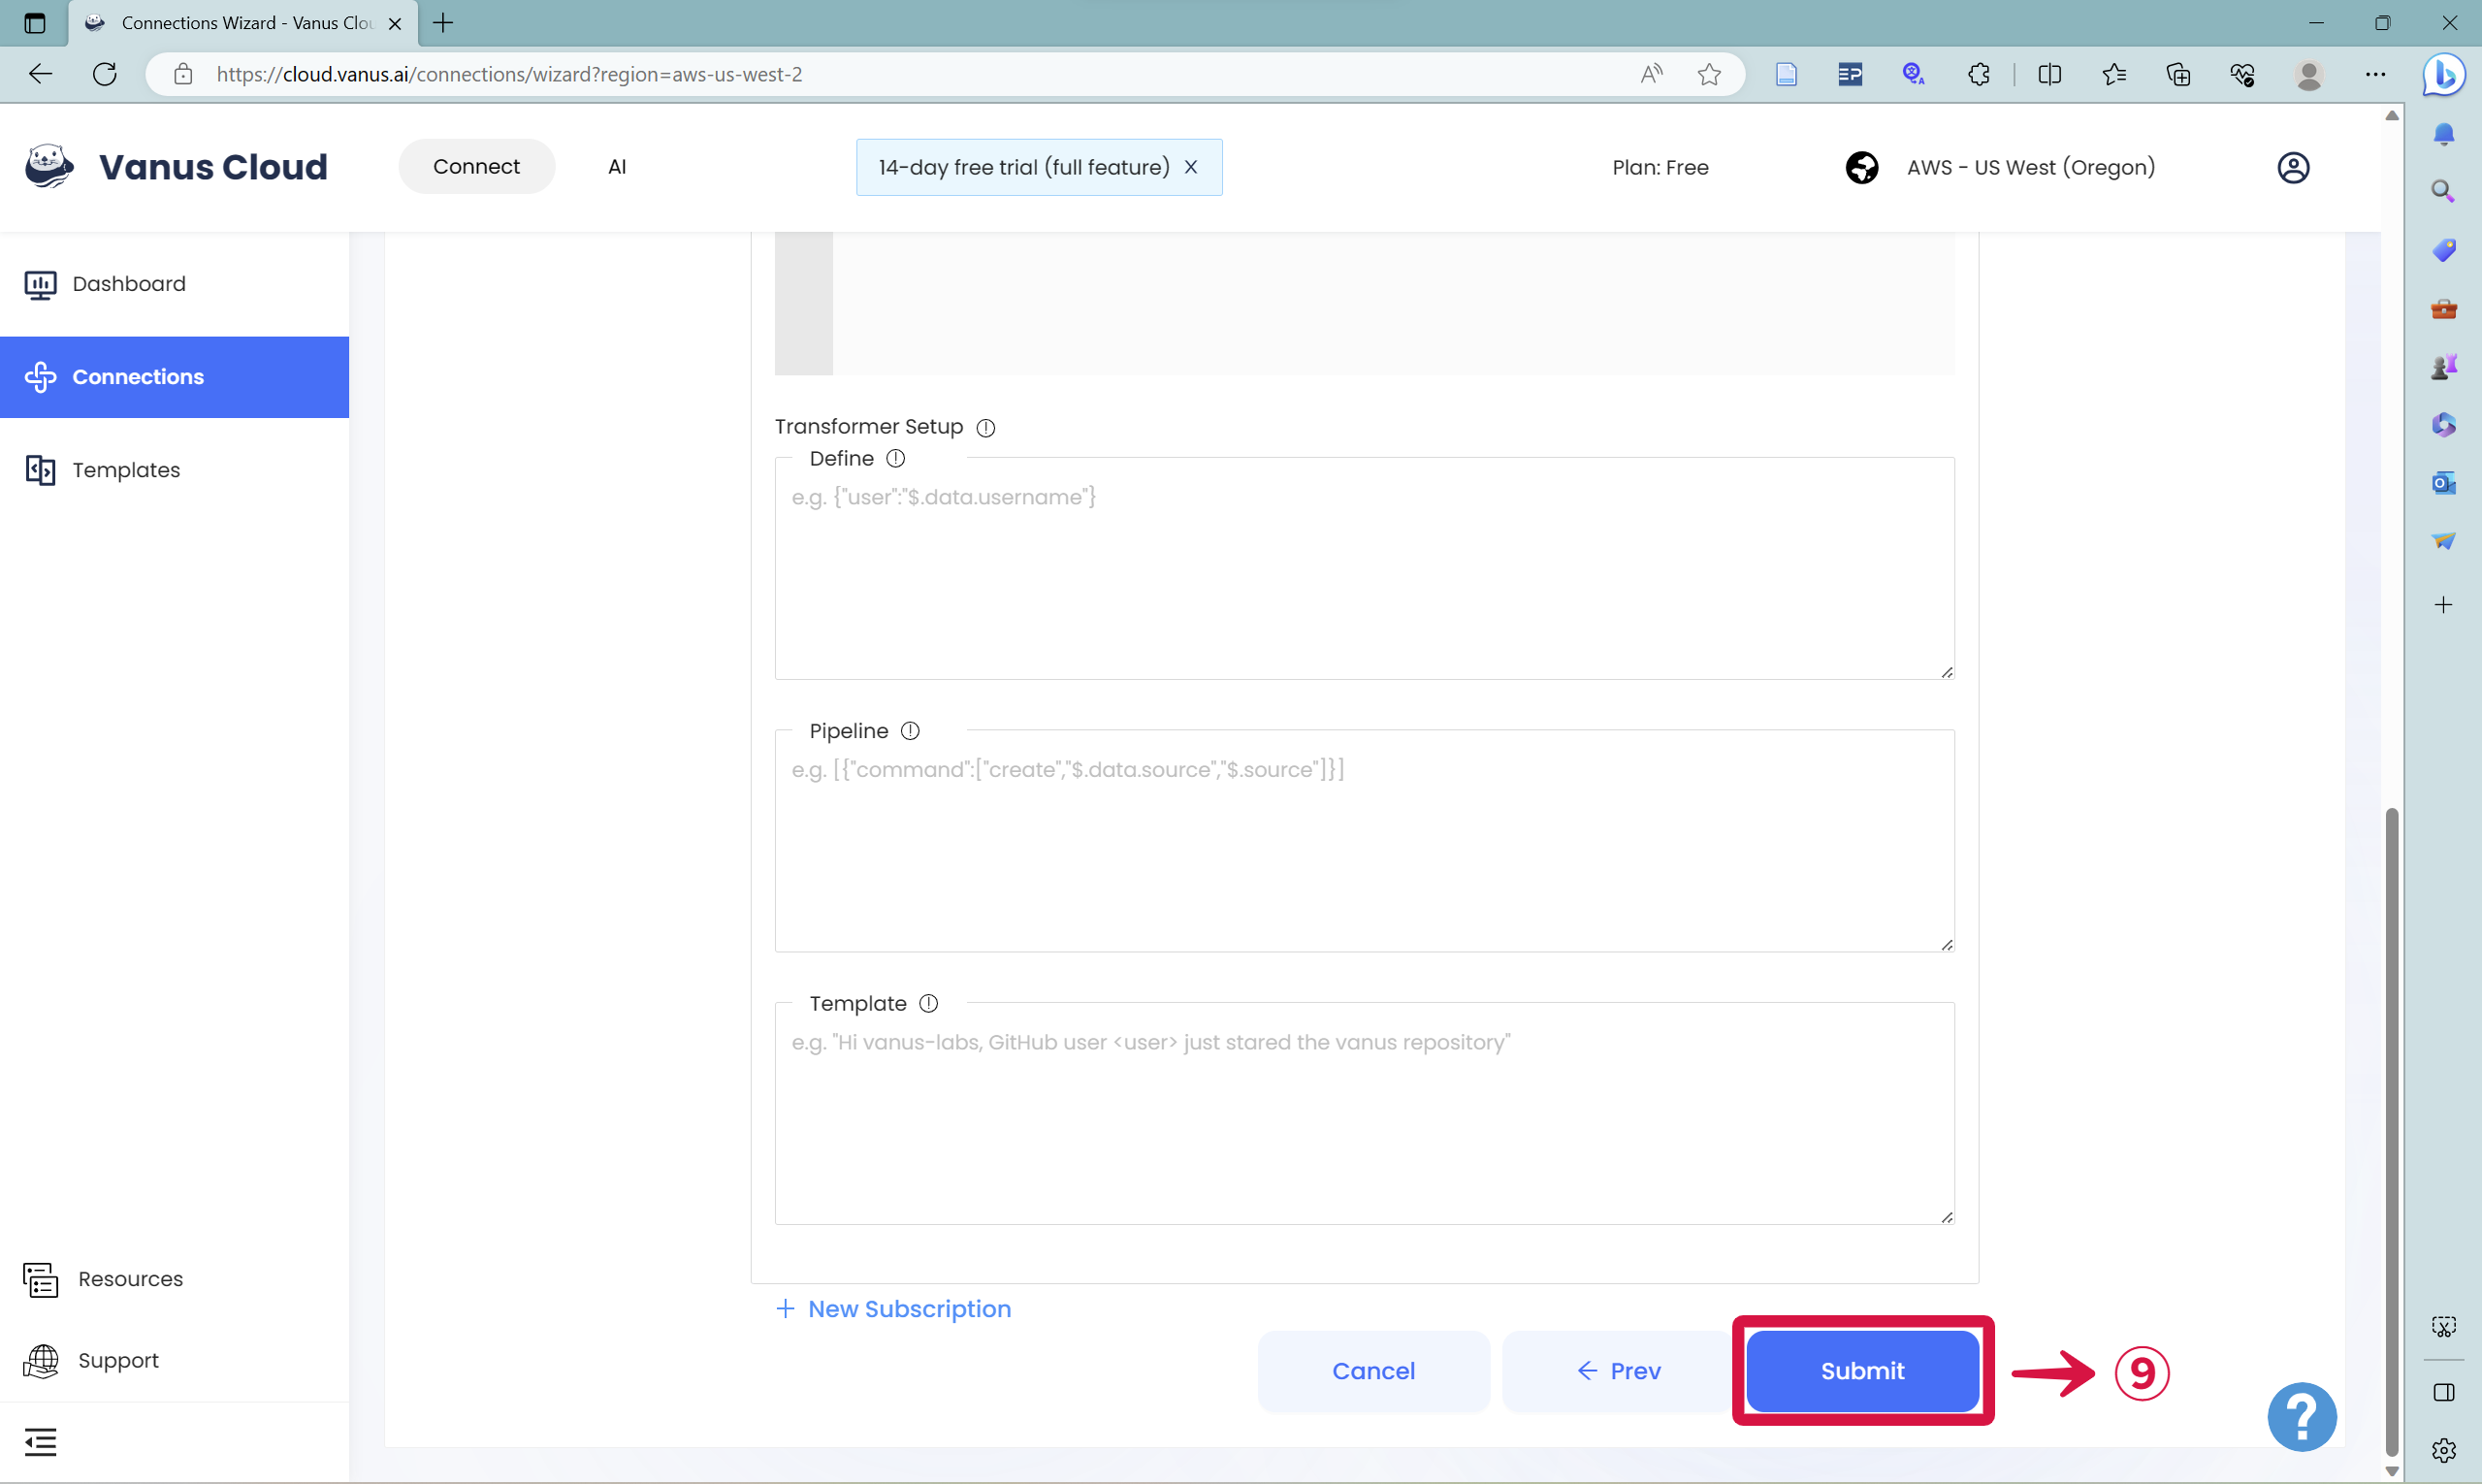 Connections Wizard - Vanus Clou
https://cloud.vanus.ai/connections/wizard?region=aws-us-west-2
Vanus Cloud
Connect
AI
14-day free trial (full feature) X
Plan: Free
AWS - US West (Oregon)
Dashboard
Connections
Templates
Transformer Setup
Define
e.g. {"user":"$.data.username"}
Pipeline
e.g. [{"command":["create","$.data.source","$.source"]}]
Template
e.g. "Hi vanus-labs, GitHub user <user> just stared the vanus repository"
+ New Subscription
Resources
Support
Cancel
← Prev
Submit
⑨
?